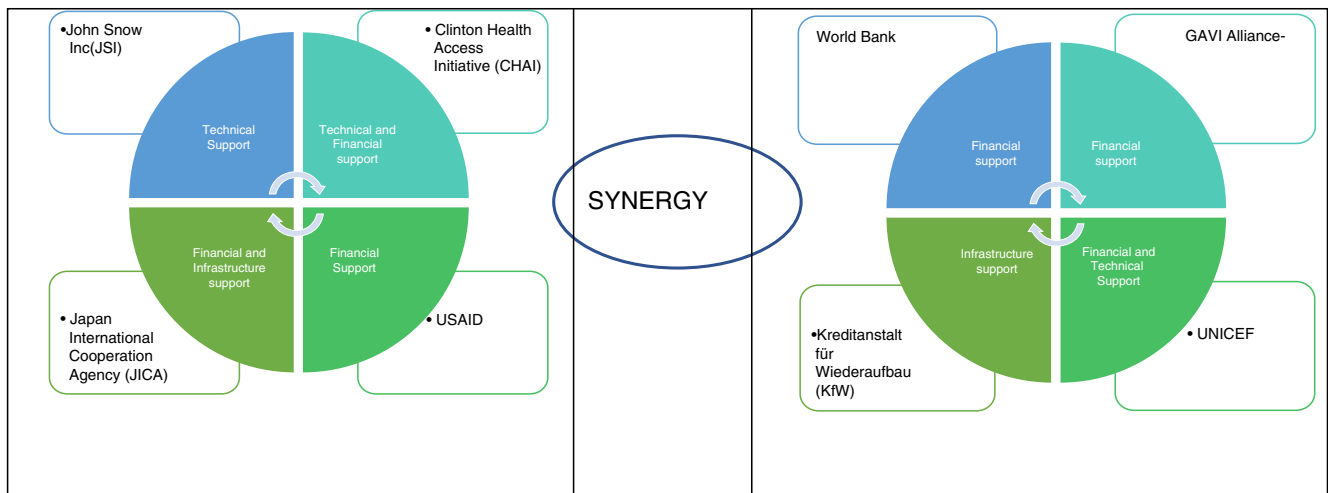 •John Snow
Inc(JSI)
• Clinton Health
Access
Initiative (CHAI)
Technical
Support
Technical and
Financial
support
Financial and
Infrastructure
support
Financial
Support
• Japan
International
Cooperation
Agency (JICA)
• USAID
SYNERGY
World Bank
GAVI Alliance-
Financial
support
Financial
support
Infrastructure
support
Financial and
Technical
Support
•Kreditanstalt
für
Wiederaufbau
(KfW)
• UNICEF